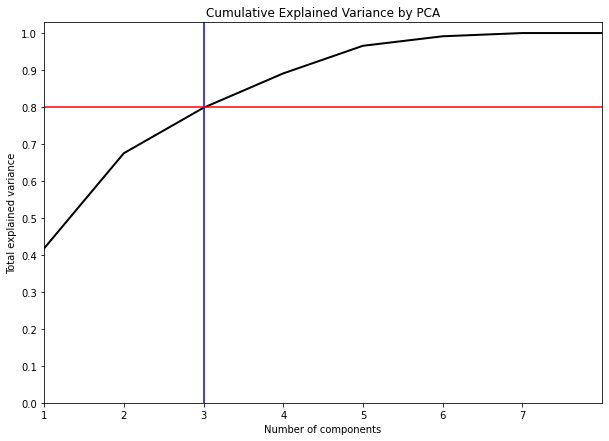 Cumulative Explained Variance by PCA
1.0
0.9
0.8
0.7
0.6
0.5
0.4
0.3
0.2
0.1
0.0
Total explained variance
1 2 3 4 5 6 7
Number of components